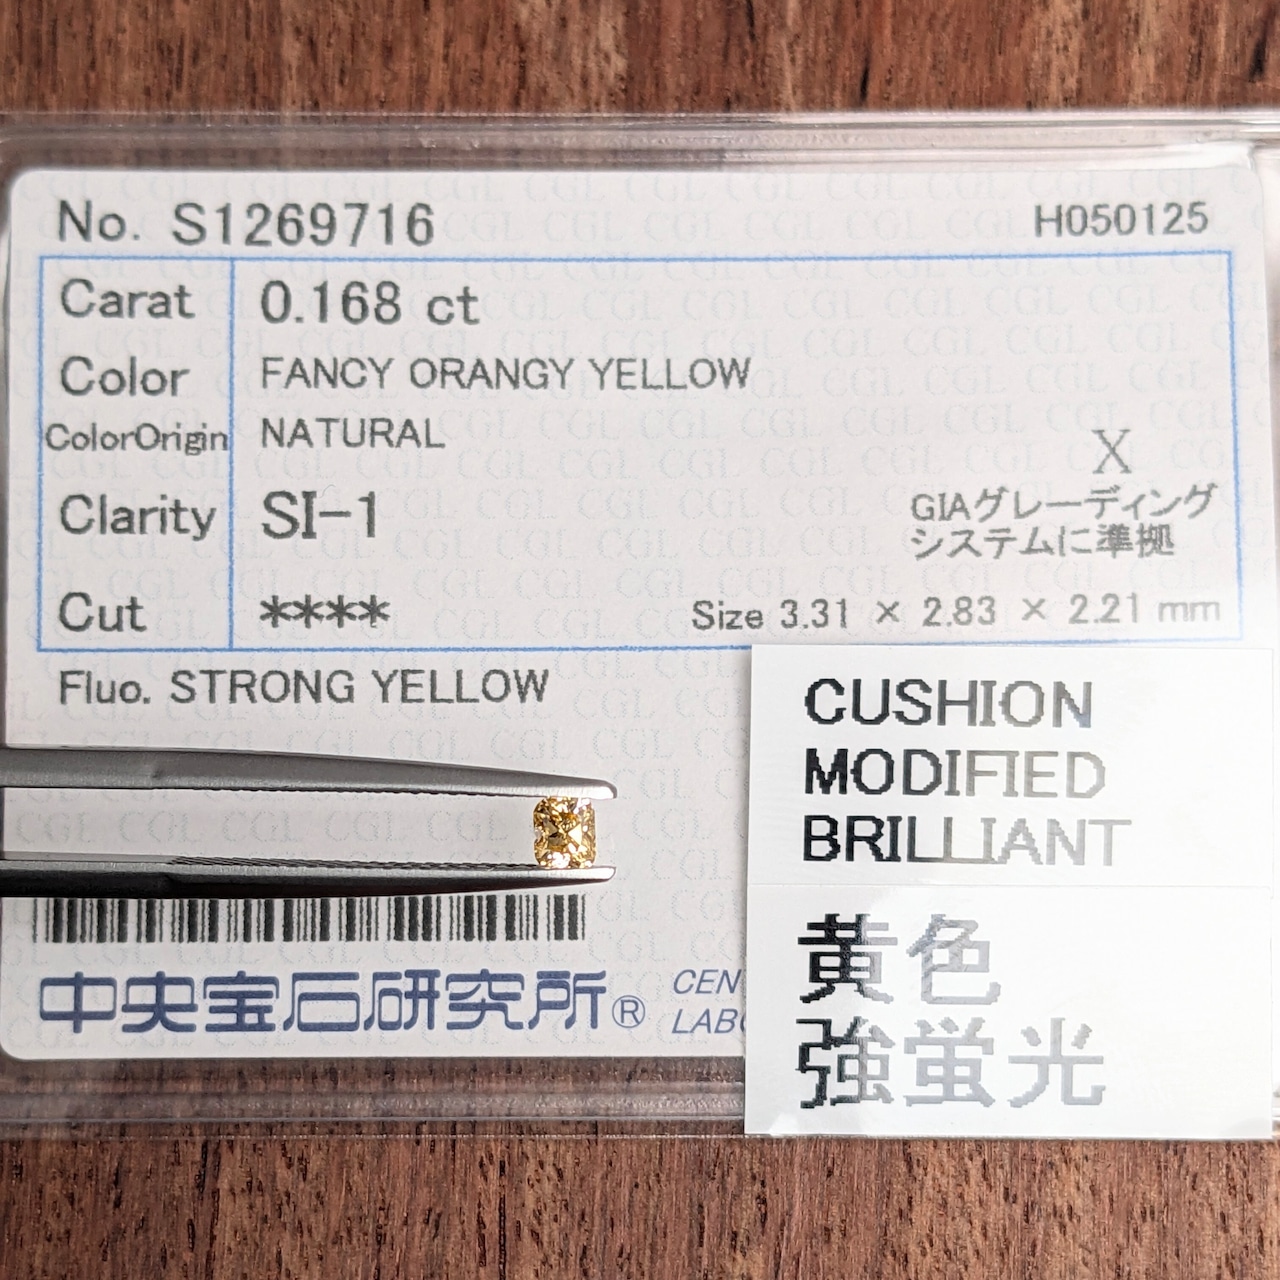 No. S1269716
H050125
Carat 0.168 ct
Color FANCY ORANGY YELLOW
ColorOrigin NATURAL
X
Clarity SI-1
GIAグレーディング
システムに準拠
Cut ****
Size 3.31 × 2.83 × 2.21 mm
Fluo. STRONG YELLOW
CUSHION
MODIFIED
BRILLIANT
黄色
強蛍光
中央宝石研究所®
CEN
LAB